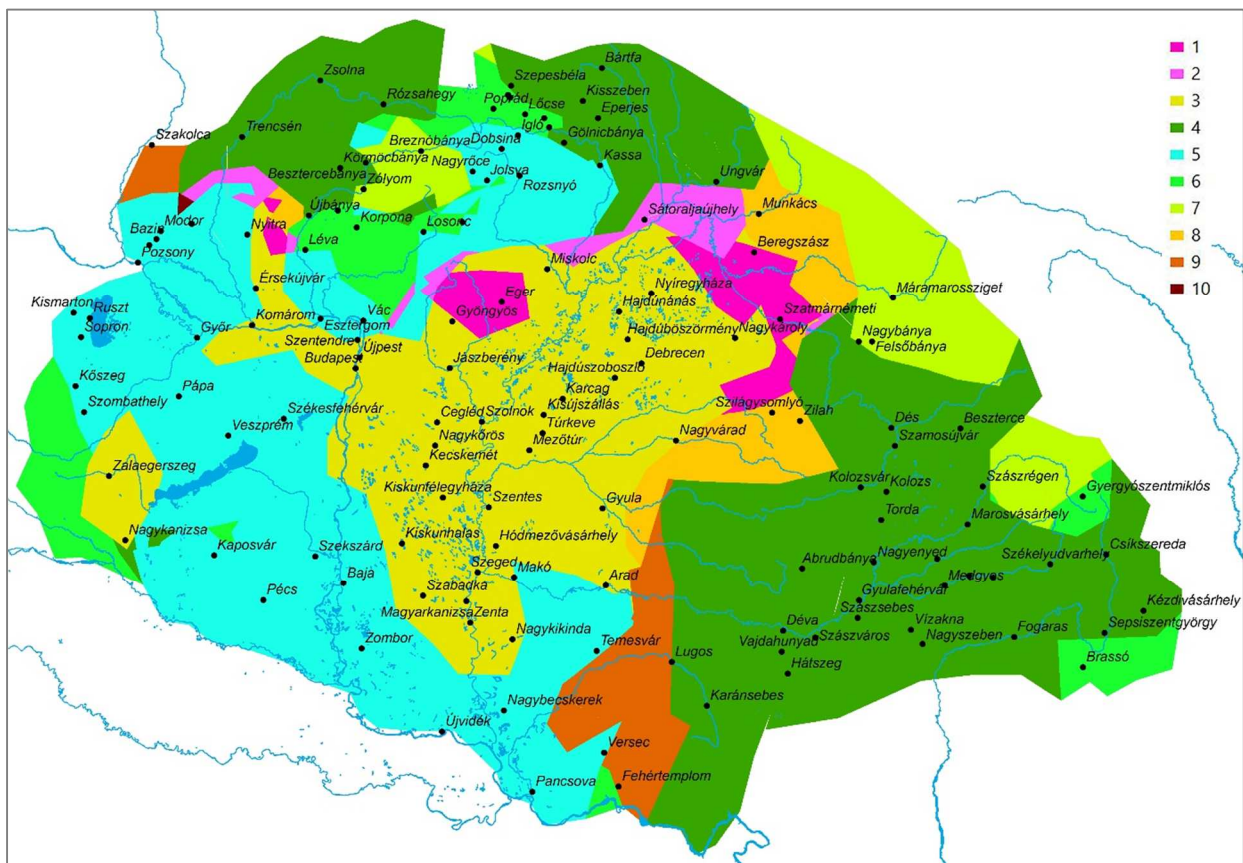 Bártfa
1
Zsolna
Szepesbéla
2
Kisszeben
Rózsahegy
Poprád
3
Lőcse
Eperjes
4
Trencsén
Igló
Szakolca
Gölnicbánya
5
Breznóbánya
Dobsina
6
Körmöcbánya
Kassa
Nagyrőce
Jolsva
7
Besztercebánya
Ungvár
Rozsnyó
8
Zólyom
9
Újbánya
Korpona
Losonc
Sátoraljaújhely
Munkács
10
Modor
Bazin
Nyitra
Léva
Beregszász
Pozsony
Miskolc
Érsekújvár
Nyíregyháza
Máramarossziget
Eger
Kismarton
Ruszt
Hajdúnánás
Szatmárnémeti
Komárom
Vác
Gyöngyös
Sopron
Győr
Esztergom
Hajdúböszörmény
Nagykároly
Nagybánya
Szentendre
Újpest
Felsőbánya
Budapest
Jászberény
Debrecen
Hajdúszoboszló
Kőszeg
Pápa
Karcag
Szombathely
Székesfehérvár
Cegléd
Szolnok
Kisújszállás
Szilágysomlyó
Zilah
Dés
Beszterce
Túrkeve
Veszprém
Nagykőrös
Mezőtúr
Nagyvárad
Szamosújvár
Kecskemét
Zalaegerszeg
Kolozsvár
Kolozs
Szászrégen
Gyergyószentmiklós
Kiskunfélegyháza
Szentes
Gyula
Torda
Marosvásárhely
Nagykanizsa
Kiskunhalas
Hódmezővásárhely
Csíkszereda
Kaposvár
Szekszárd
Abrudbánya
Nagyenyed
Székelyudvarhely
Szeged
Makó
Baja
Arad
Medgyes
Pécs
Szabadka
Gyulafehérvár
Kézdivásárhely
Magyarkanizsa
Zenta
Szászsebes
Sepsiszentgyörgy
Déva
Vízakna
Zombor
Nagykikinda
Temesvár
Vajdahunyad
Szászváros
Nagyszeben
Fogaras
Lugos
Hátszeg
Brassó
Nagybecskerek
Karánsebes
Újvidék
Versec
Pancsova
Fehértemplom